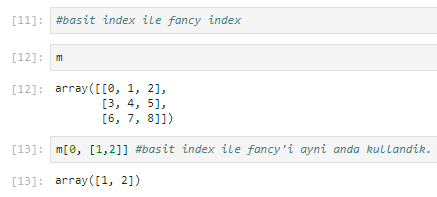 [11]: #basit index ile fancy index
[12]: m
[12]: array([[0, 1, 2],
[3, 4, 5],
[6, 7, 8]])
[13]: m[0, [1,2]] #basit index ile fancy'i ayni anda kullandik.
[13]: array([1, 2])